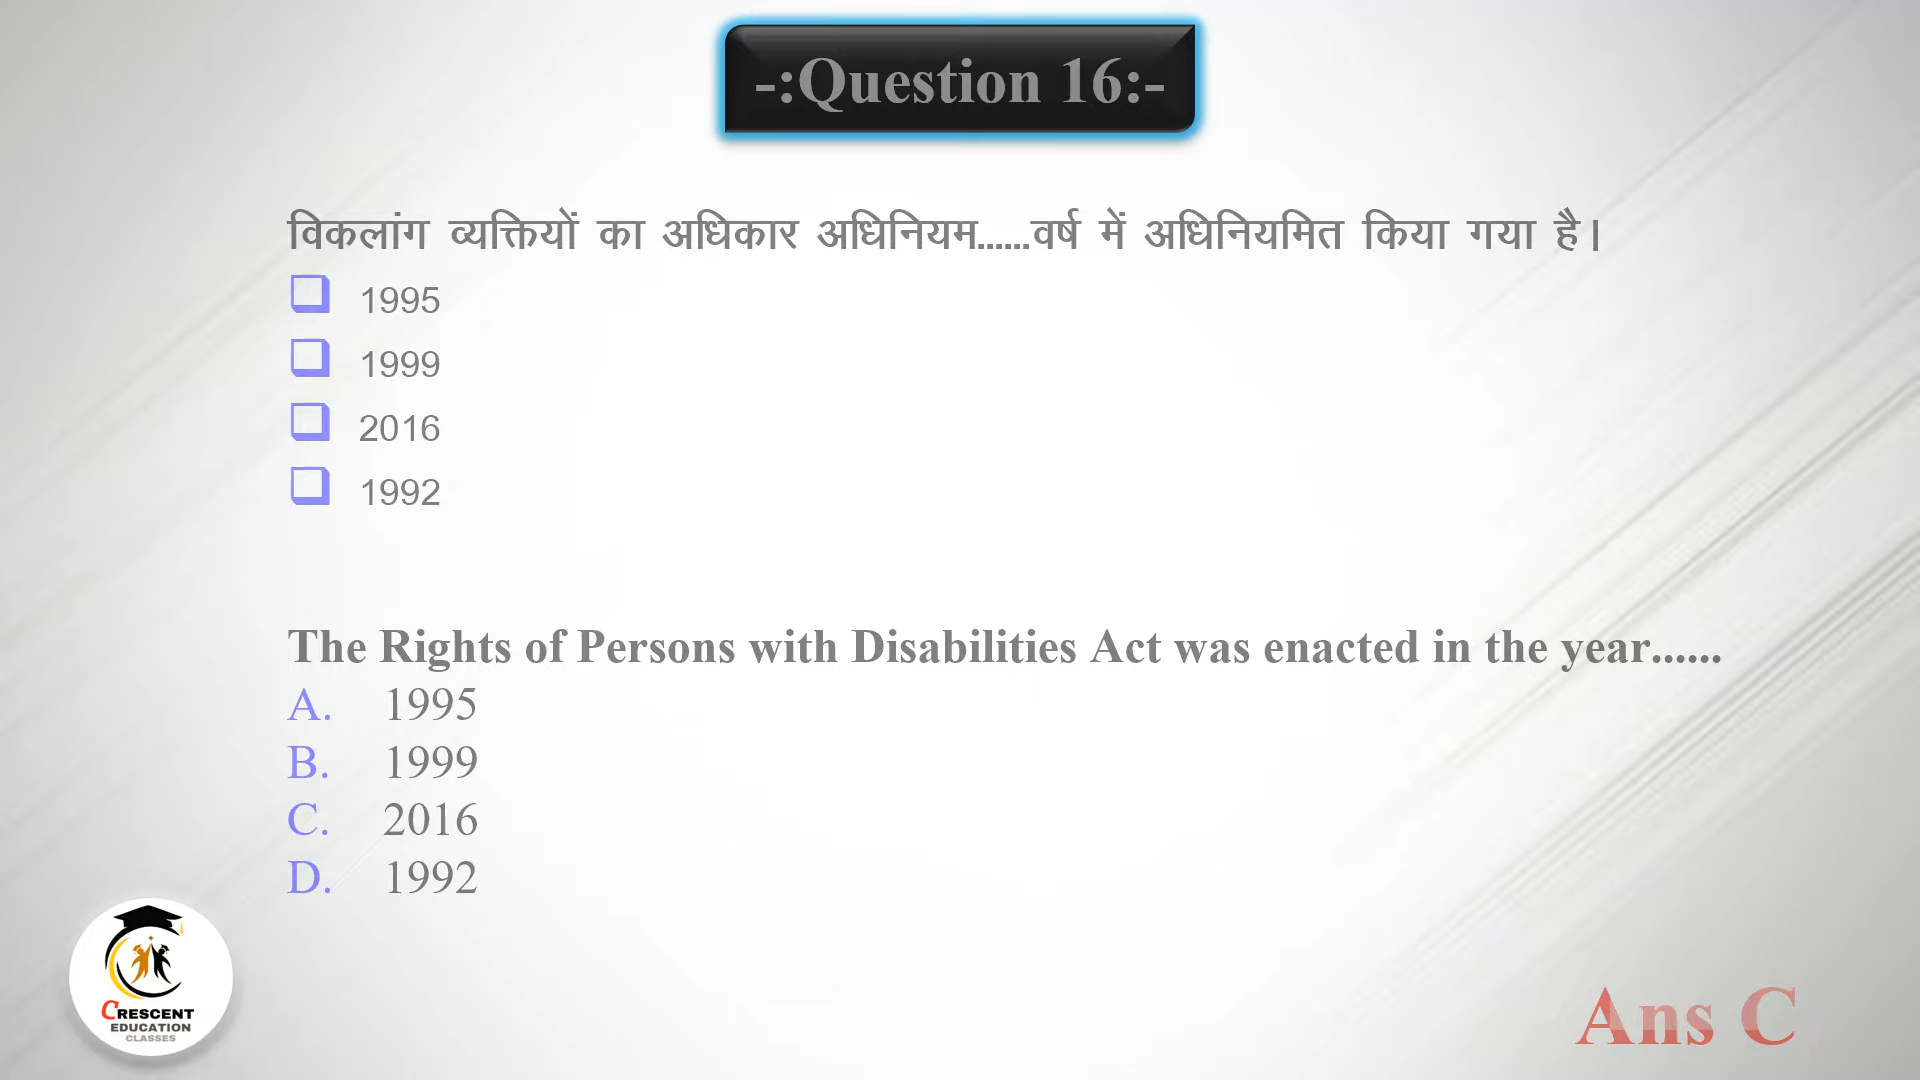 -:Question 16:-
विकलांग व्यक्तियों का अधिकार अधिनियम......वर्ष में अधिनियमित किया गया है।
1995
1999
2016
1992
The Rights of Persons with Disabilities Act was enacted in the year......
A. 1995
B. 1999
C. 2016
D. 1992
CRESCENT
EDUCATION
CLASSES
Ans C